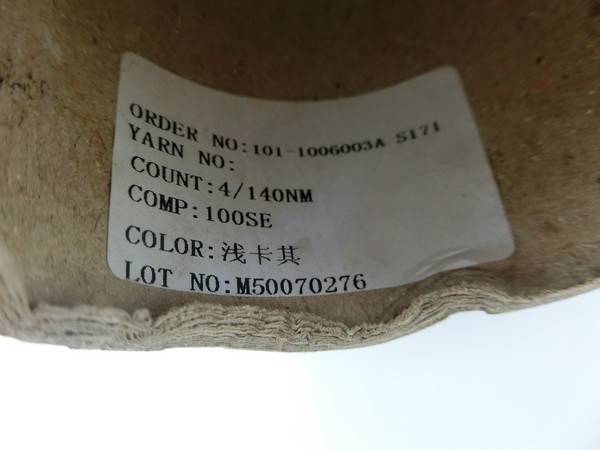 ORDER NO:101-1006003A S171
YARN NO:
COUNT:4/140NM
COMP:100SE
COLOR:浅卡其
LOT NO:M50070276